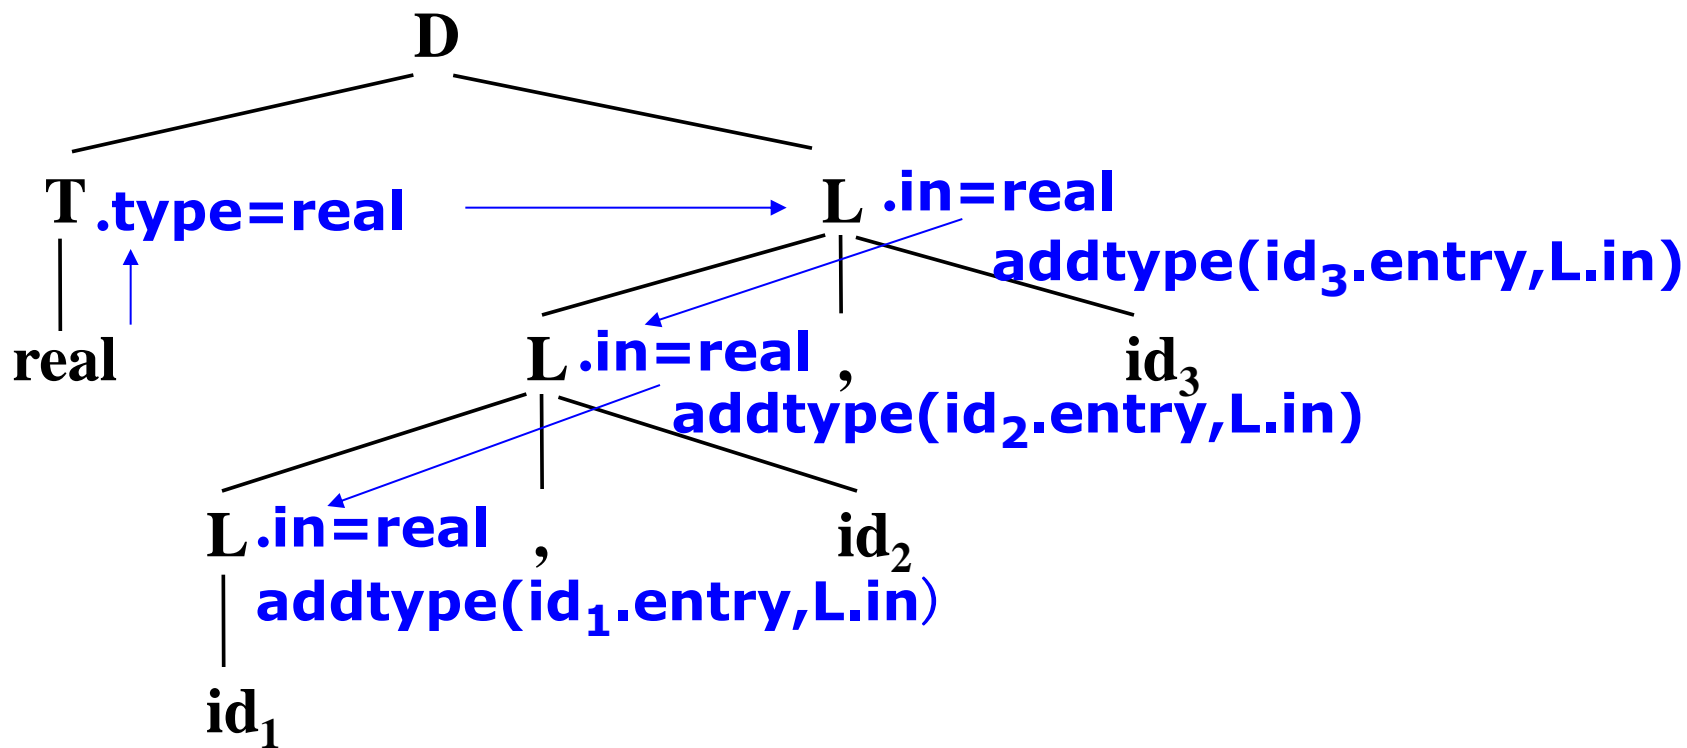 D
T .type=real L .in=real
addtype(id₃.entry,L.in)
real L .in=real , id₃
addtype(id₂.entry,L.in)
L .in=real , id₂
addtype(id₁.entry,L.in）
id₁